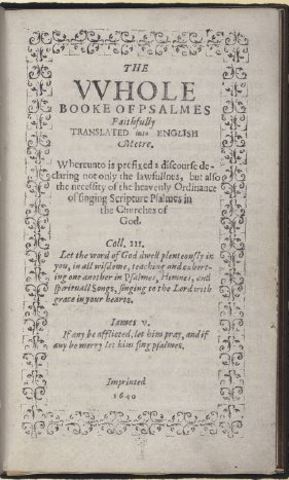 THE
VVHOLE
BOOKE OF PSALMES
Faithfully
TRANSLATED into ENGLISH
Metre.
Whereunto is prefixed a discourse de-
claring not only the lawfullnes, but also
the necessity of the heavenly Ordinance
of singing Scripture Psalmes in
the Churches of
God.
Coll. III.
Let the word of God dwell plenteously in
you, in all wisdome, teaching and exhort-
ing one another in Psalmes, Himnes, and
spirituall Songs, singing to the Lord with
grace in your hearts.
Iames v.
If any be afflicted, let him pray, and if
any be merry let him sing psalmes.
Imprinted
1640